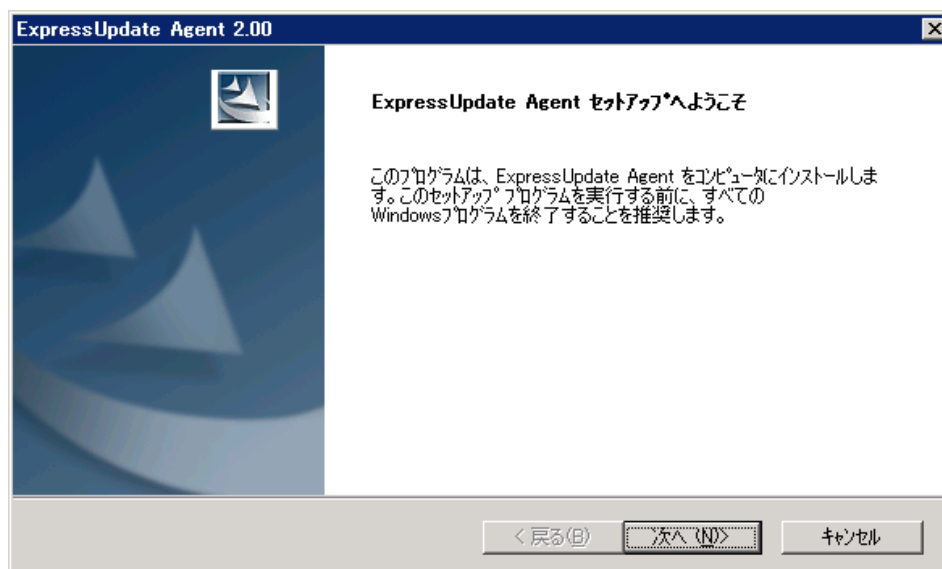 ExpressUpdate Agent 2.00
ExpressUpdate Agent ｾｯﾄｱｯﾌﾟへようこそ
このﾌﾟﾛｸﾞﾗﾑは、ExpressUpdate Agent をｺﾝﾋﾟｭｰﾀにインストールしま
す。このｾｯﾄｱｯﾌﾟ ﾌﾟﾛｸﾞﾗﾑを実行する前に、すべての
Windowsﾌﾟﾛｸﾞﾗﾑを終了することを推奨します。
< 戻る(B)
次へ (N)>
ｷｬﾝｾﾙ